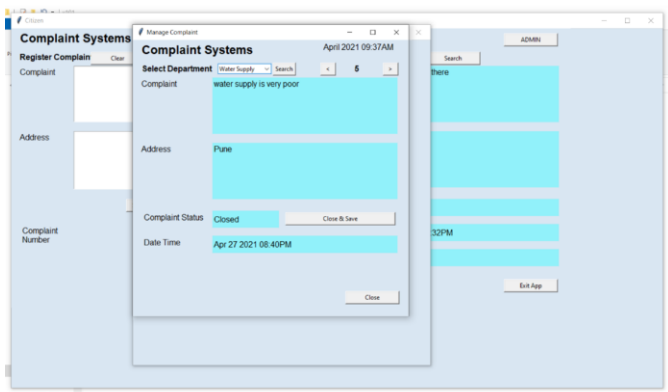 Citizen
Complaint Systems
ADMIN
Register Complain
Clear
Search
Complaint
there
Address
Complaint
Number
32PM
Exit App
Manage Complaint
Complaint Systems
April 2021 09:37AM
Select Department
Water Supply
Search
<
5
>
Complaint
water supply is very poor
Address
Pune
Complaint Status
Closed
Close & Save
Date Time
Apr 27 2021 08:40PM
Close